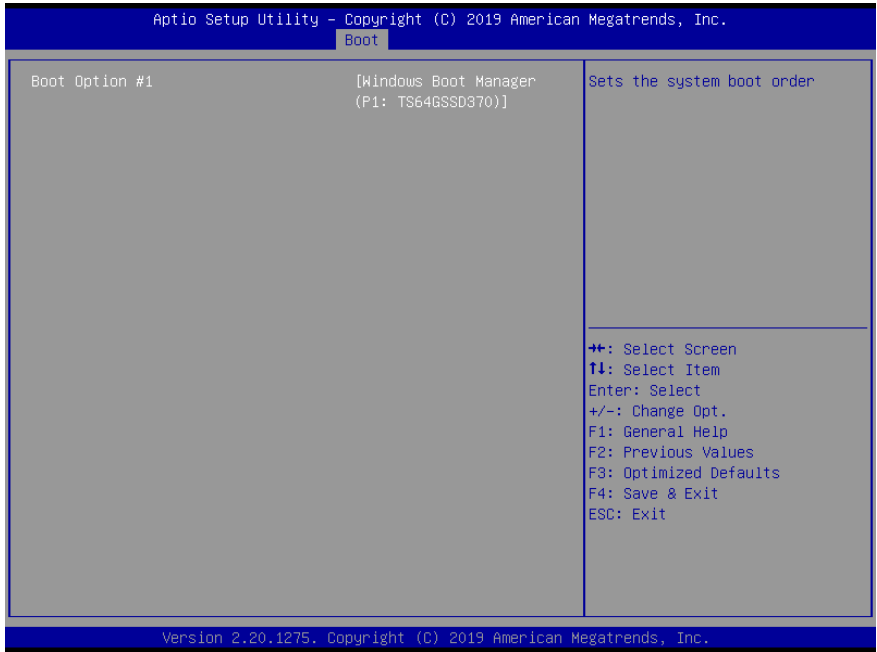 Aptio Setup Utility – Copyright (C) 2019 American Megatrends, Inc.
Boot
Boot Option #1
[Windows Boot Manager
(P1: TS64GSSD370)]
Sets the system boot order
→←: Select Screen
↑↓: Select Item
Enter: Select
+/-: Change Opt.
F1: General Help
F2: Previous Values
F3: Optimized Defaults
F4: Save & Exit
ESC: Exit
Version 2.20.1275. Copyright (C) 2019 American Megatrends, Inc.